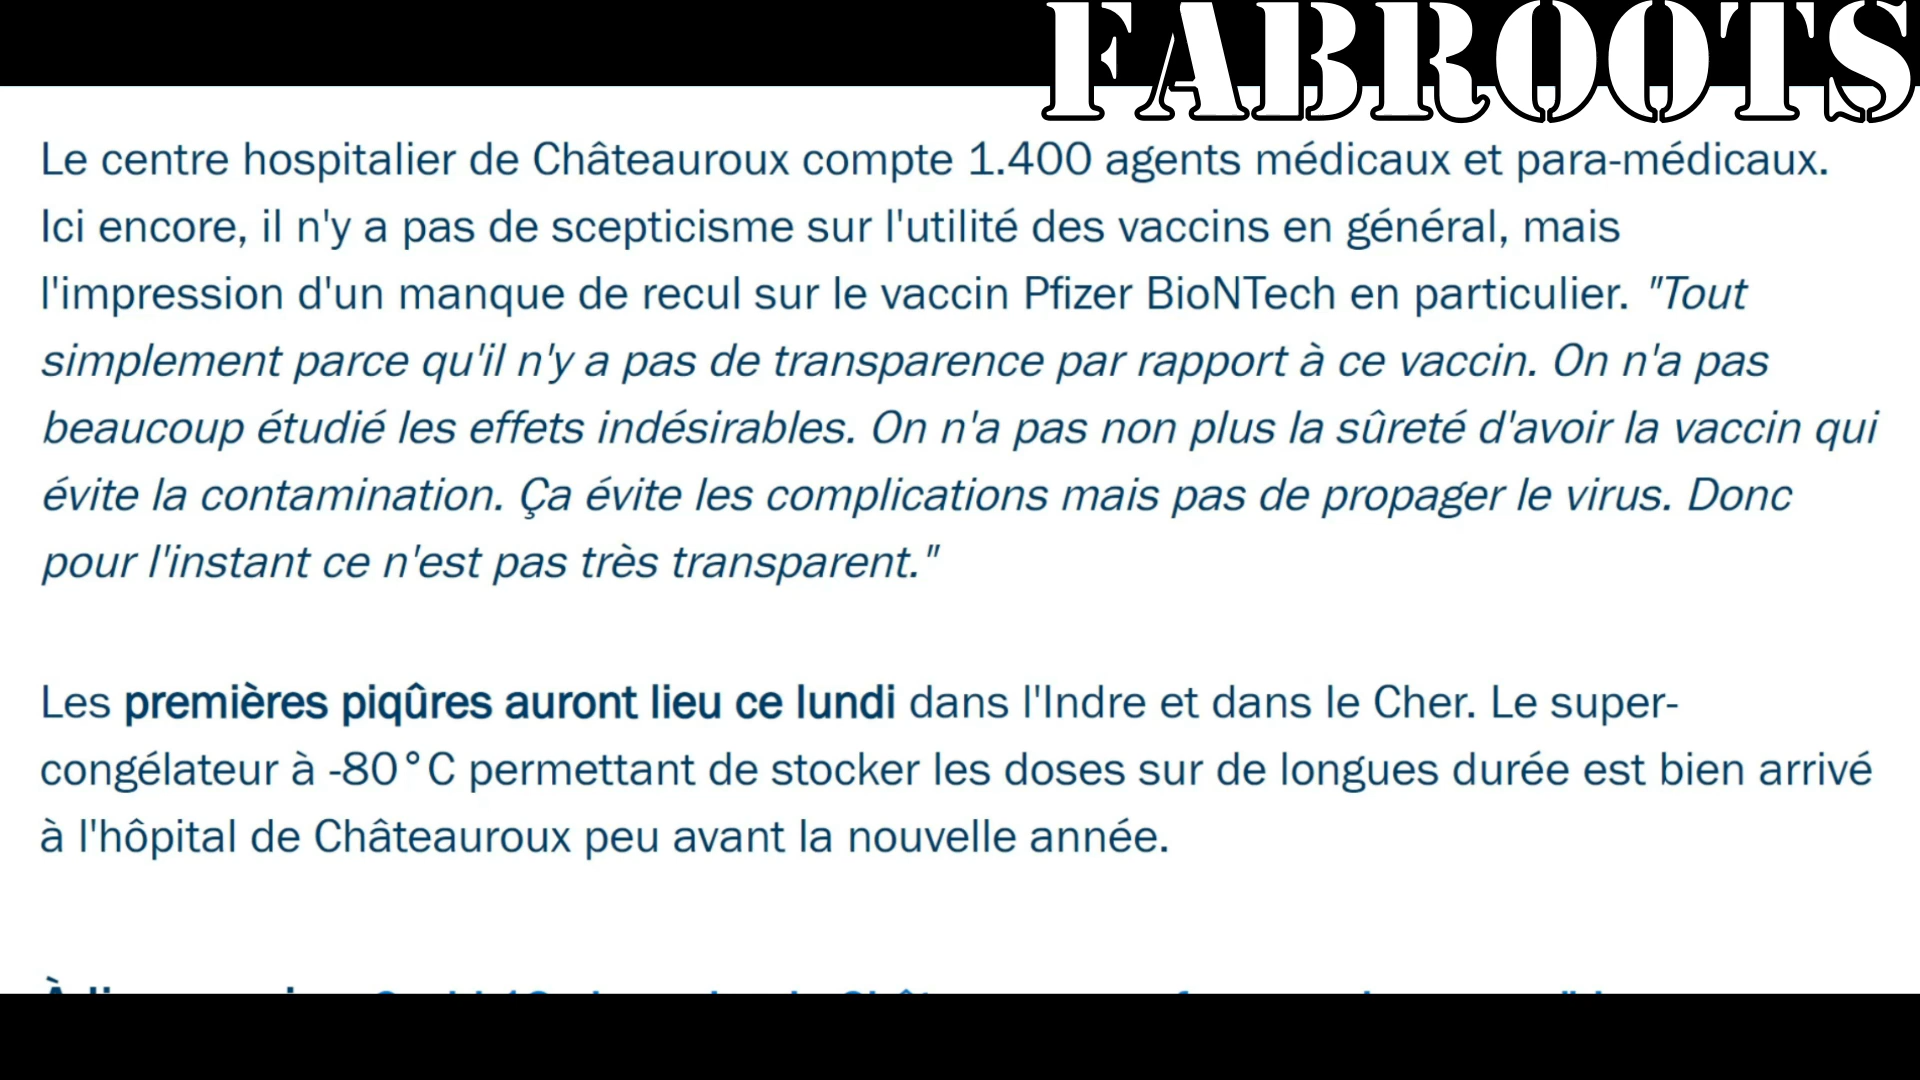 FABROOTS
Le centre hospitalier de Châteauroux compte 1.400 agents médicaux et para-médicaux.
Ici encore, il n'y a pas de scepticisme sur l'utilité des vaccins en général, mais
l'impression d'un manque de recul sur le vaccin Pfizer BioNTech en particulier. "Tout
simplement parce qu'il n'y a pas de transparence par rapport à ce vaccin. On n'a pas
beaucoup étudié les effets indésirables. On n'a pas non plus la sûreté d'avoir la vaccin qui
évite la contamination. Ça évite les complications mais pas de propager le virus. Donc
pour l'instant ce n'est pas très transparent."
Les premières piqûres auront lieu ce lundi dans l'Indre et dans le Cher. Le super-
congélateur à -80°C permettant de stocker les doses sur de longues durée est bien arrivé
à l'hôpital de Châteauroux peu avant la nouvelle année.